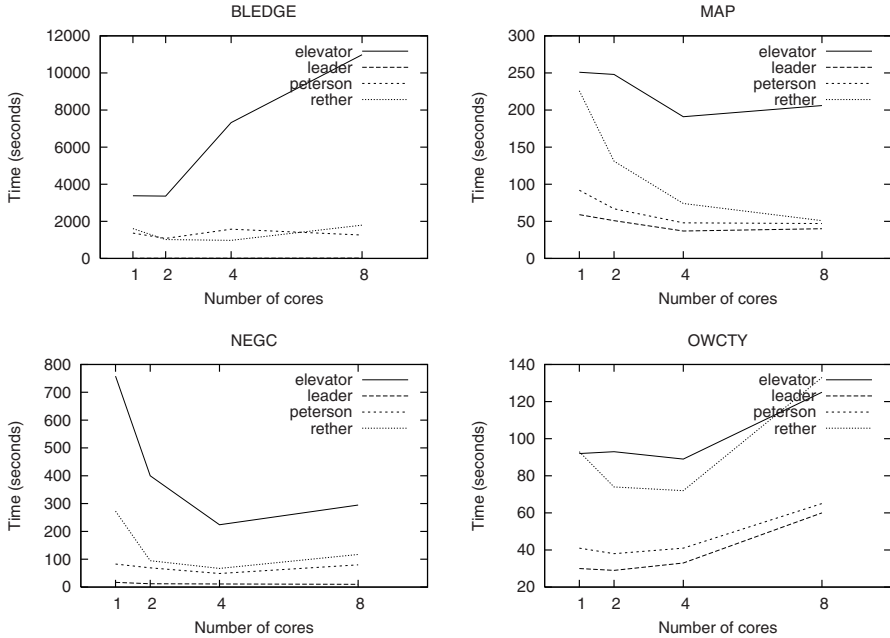 BLEDGE
12000
10000
8000
6000
4000
2000
0
Time (seconds)
elevator
leader
peterson
rether
1 2 4 8
Number of cores
MAP
300
250
200
150
100
50
0
Time (seconds)
elevator
leader
peterson
rether
1 2 4 8
Number of cores
NEGC
800
700
600
500
400
300
200
100
0
Time (seconds)
elevator
leader
peterson
rether
1 2 4 8
Number of cores
OWCTY
140
120
100
80
60
40
20
Time (seconds)
elevator
leader
peterson
rether
1 2 4 8
Number of cores